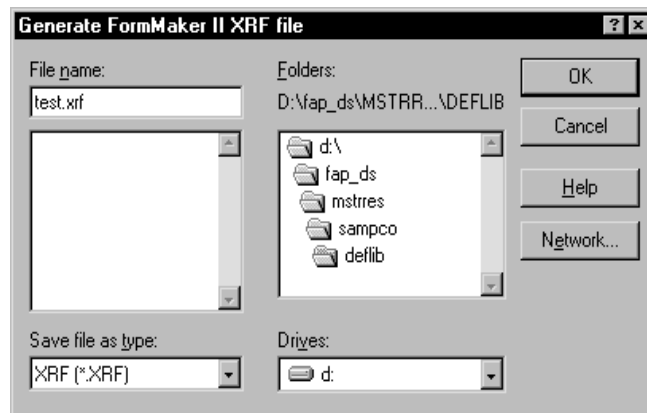 Generate FormMaker II XRF file
File name:
test.xrf
Save file as type:
XRF (*.XRF)
Folders:
D:\fap_ds\MSTRR...\DEFLIB
d:\
fap_ds
mstrres
sampco
deflib
Drives:
d:
OK
Cancel
Help
Network...